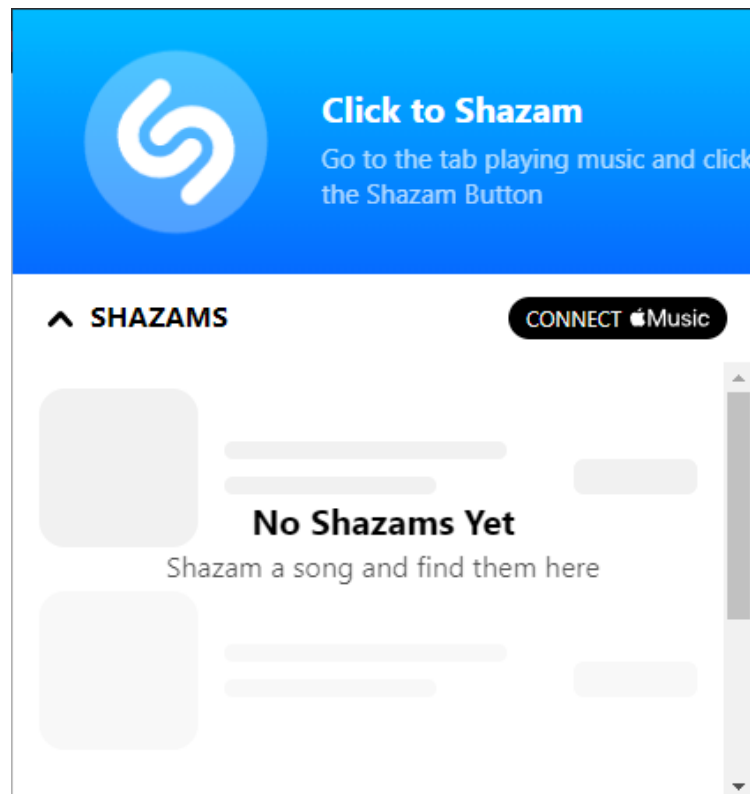 Click to Shazam
Go to the tab playing music and click
the Shazam Button
SHAZAMS
CONNECT Music
No Shazams Yet
Shazam a song and find them here